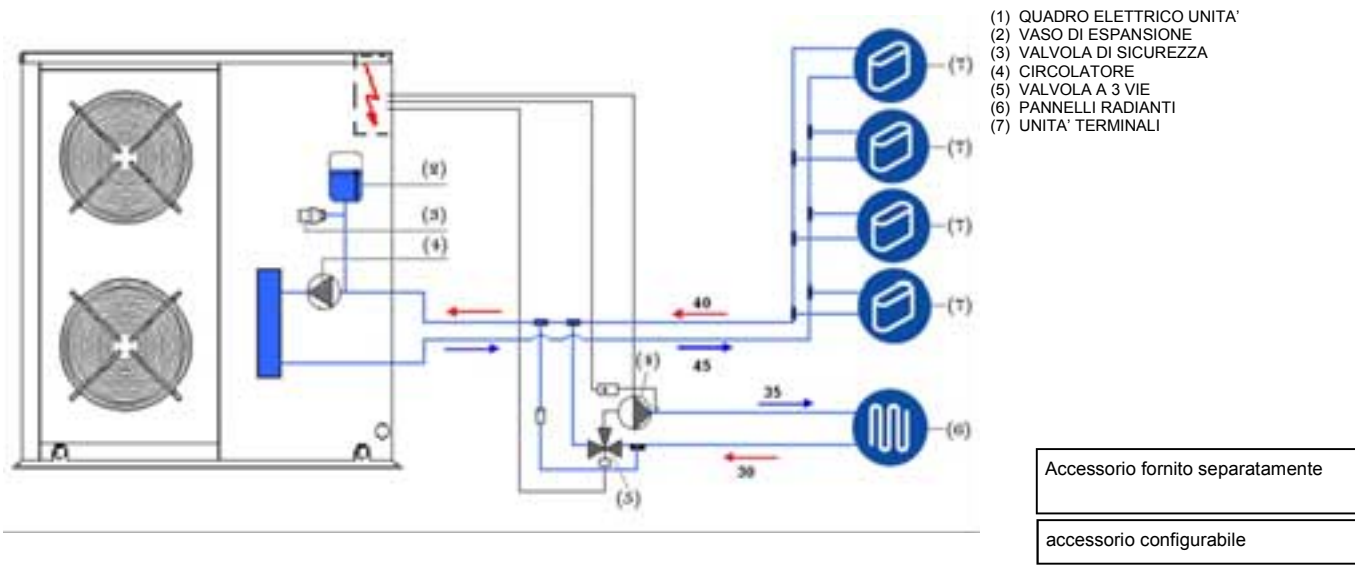 (1) QUADRO ELETTRICO UNITA'
(2) VASO DI ESPANSIONE
(3) VALVOLA DI SICUREZZA
(4) CIRCOLATORE
(5) VALVOLA A 3 VIE
(6) PANNELLI RADIANTI
(7) UNITA' TERMINALI
(7)
(7)
(2)
(3)
(7)
(4)
40
(7)
45
(4)
35
(6)
30
(5)
Accessorio fornito separatamente
accessorio configurabile